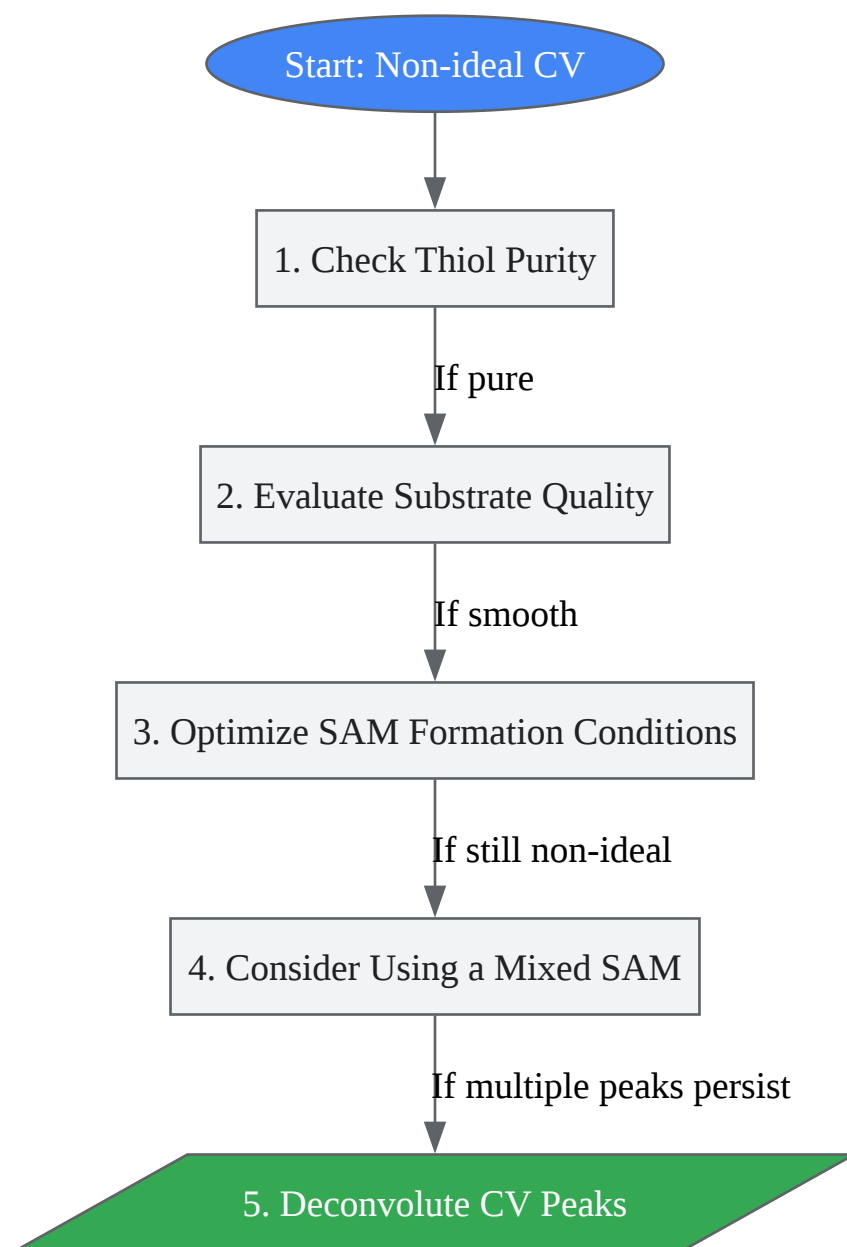 Start: Non-ideal CV
1. Check Thiol Purity
If pure
2. Evaluate Substrate Quality
If smooth
3. Optimize SAM Formation Conditions
If still non-ideal
4. Consider Using a Mixed SAM
If multiple peaks persist
5. Deconvolute CV Peaks